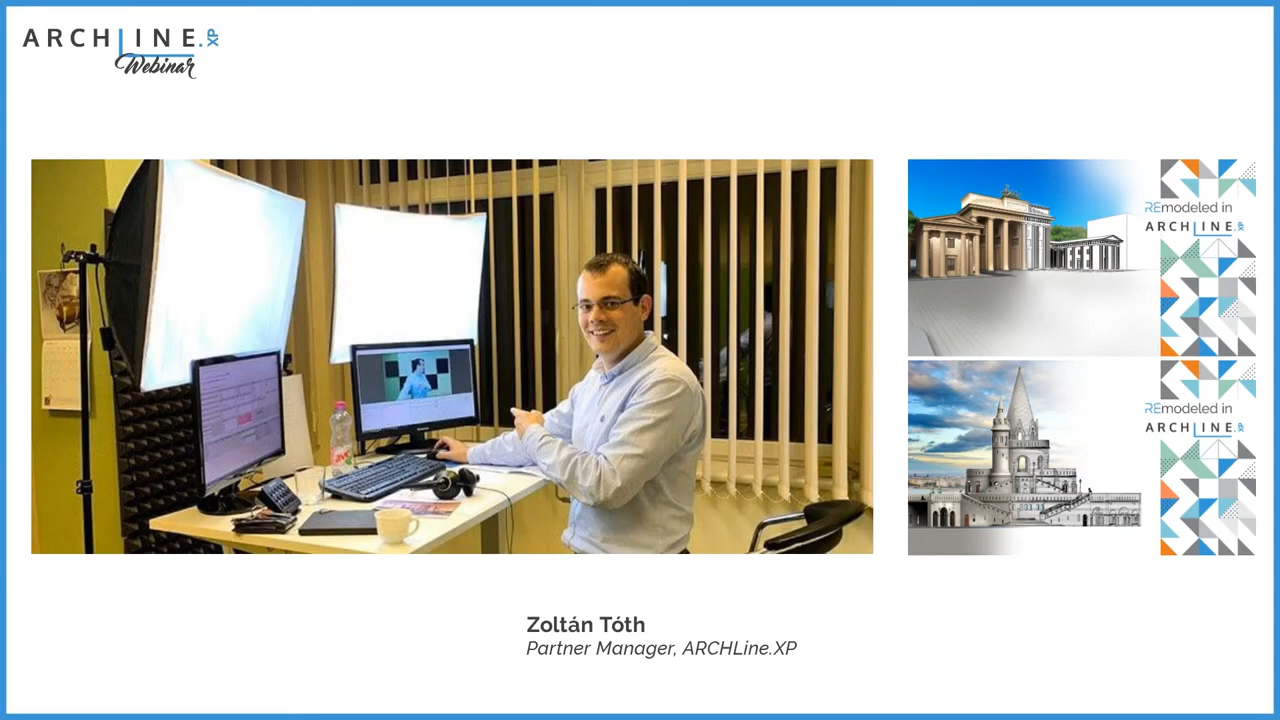 ARCHLINE.XP
Webinar
REmodeled in
ARCHLINE.XP
REmodeled in
ARCHLINE.XP
Zoltán Tóth
Partner Manager, ARCHLine.XP